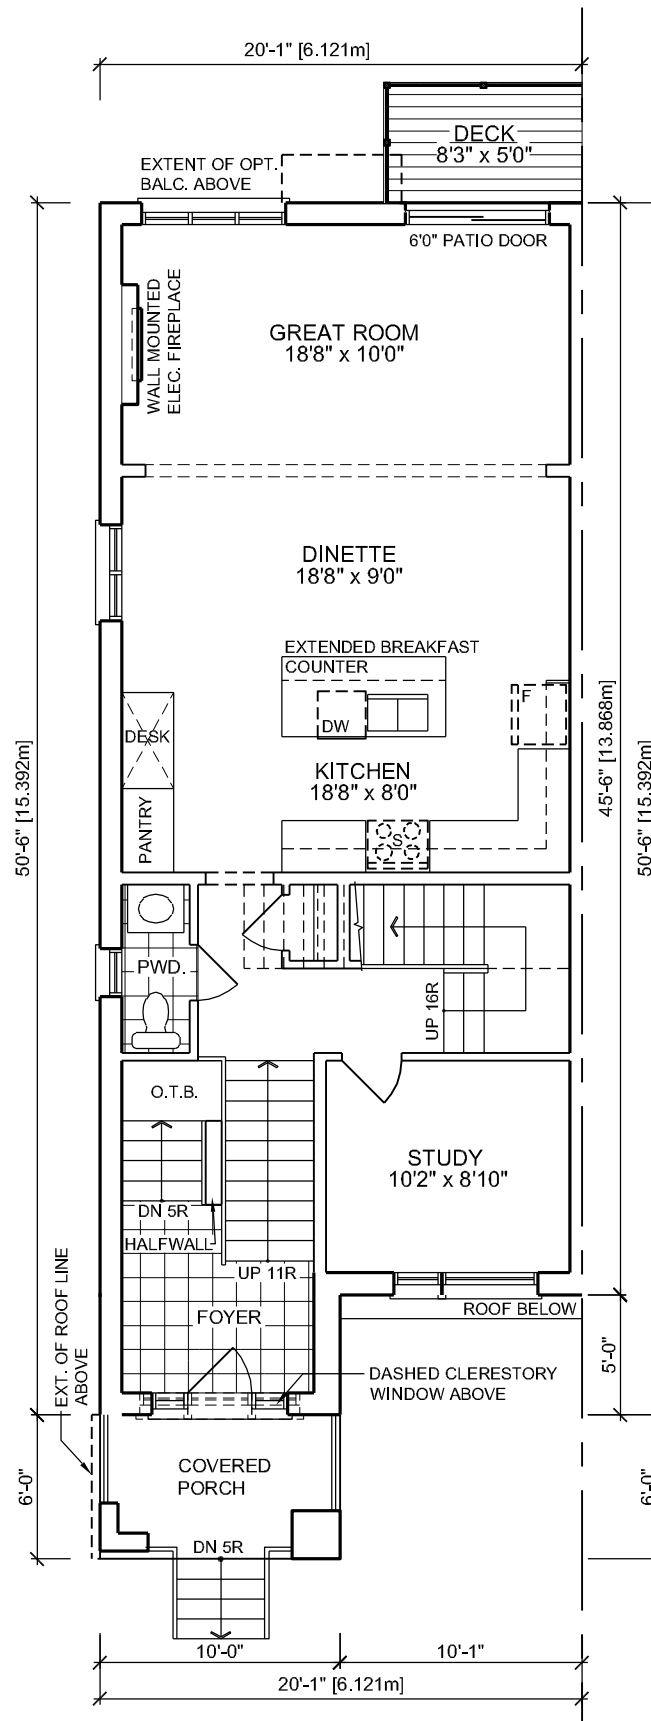 20'-1" [6.121m]
DECK
8'3" x 5'0"
EXTENT OF OPT.
BALC. ABOVE
6'0" PATIO DOOR
WALL MOUNTED
ELEC. FIREPLACE
GREAT ROOM
18'8" x 10'0"
DINETTE
18'8" x 9'0"
EXTENDED BREAKFAST
COUNTER
F
DW
DESK
KITCHEN
18'8" x 8'0"
S
PANTRY
50'-6" [15.392m]
45'-6" [13.868m]
50'-6" [15.392m]
PWD.
UP 16R
O.T.B.
STUDY
10'2" x 8'10"
DN 5R
HALFWALL
UP 11R
FOYER
ROOF BELOW
5'-0"
EXT. OF ROOF LINE
ABOVE
DASHED CLERESTORY
WINDOW ABOVE
COVERED
PORCH
6'-0"
6'-0"
DN 5R
10'-0"
10'-1"
20'-1" [6.121m]